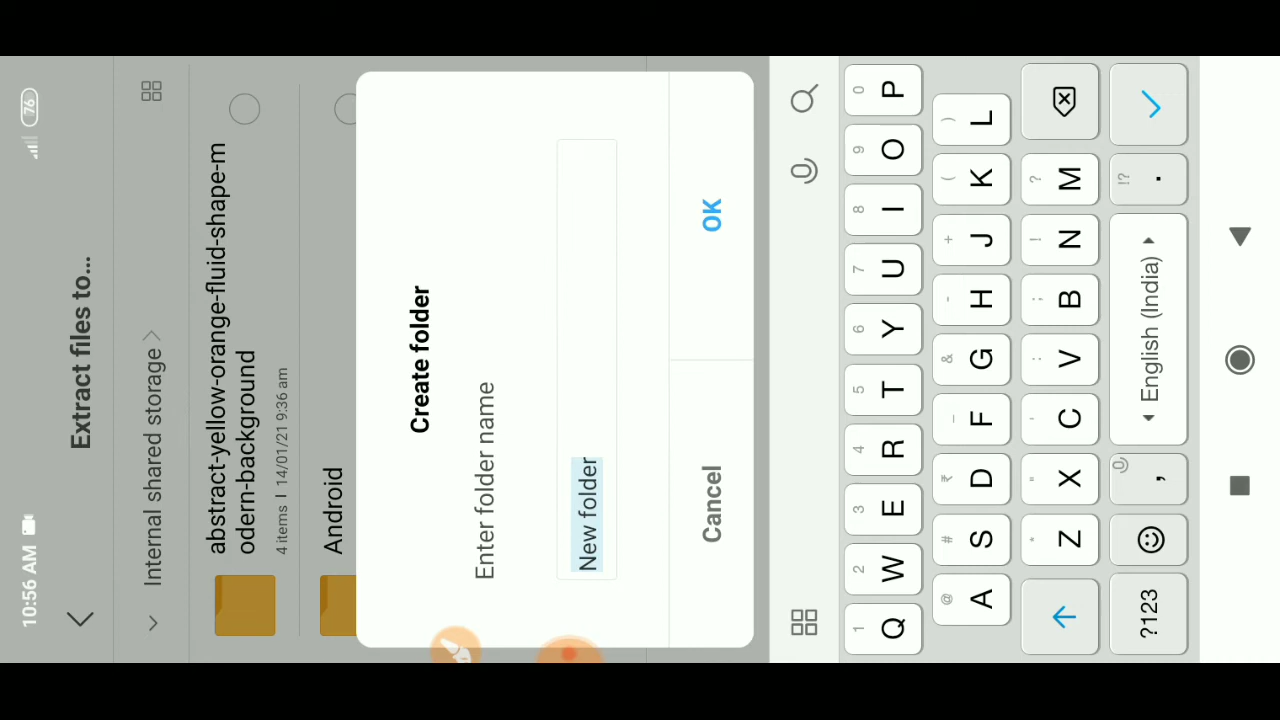 10:56 AM
76
Extract files to...
Internal shared storage >
abstract-yellow-orange-fluid-shape-m
odern-background
4 items | 14/01/21 9:36 am
Android
Create folder
Enter folder name
New folder
Cancel
OK
1 2 3 4 5 6 7 8 9 0
Q W E R T Y U I O P
@ # ₹ _ & - + ( )
A S D F G H J K L
* " ' : ; ! ?
Z X C V B N M
?123
,
English (India)
!?
.